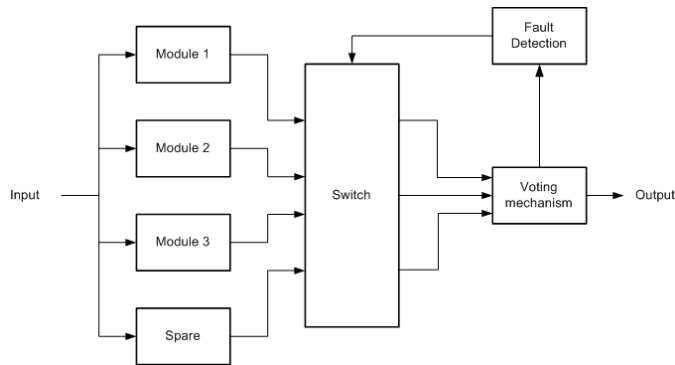 Fault
Detection
Module 1
Module 2
Input
Switch
Voting
mechanism
Output
Module 3
Spare